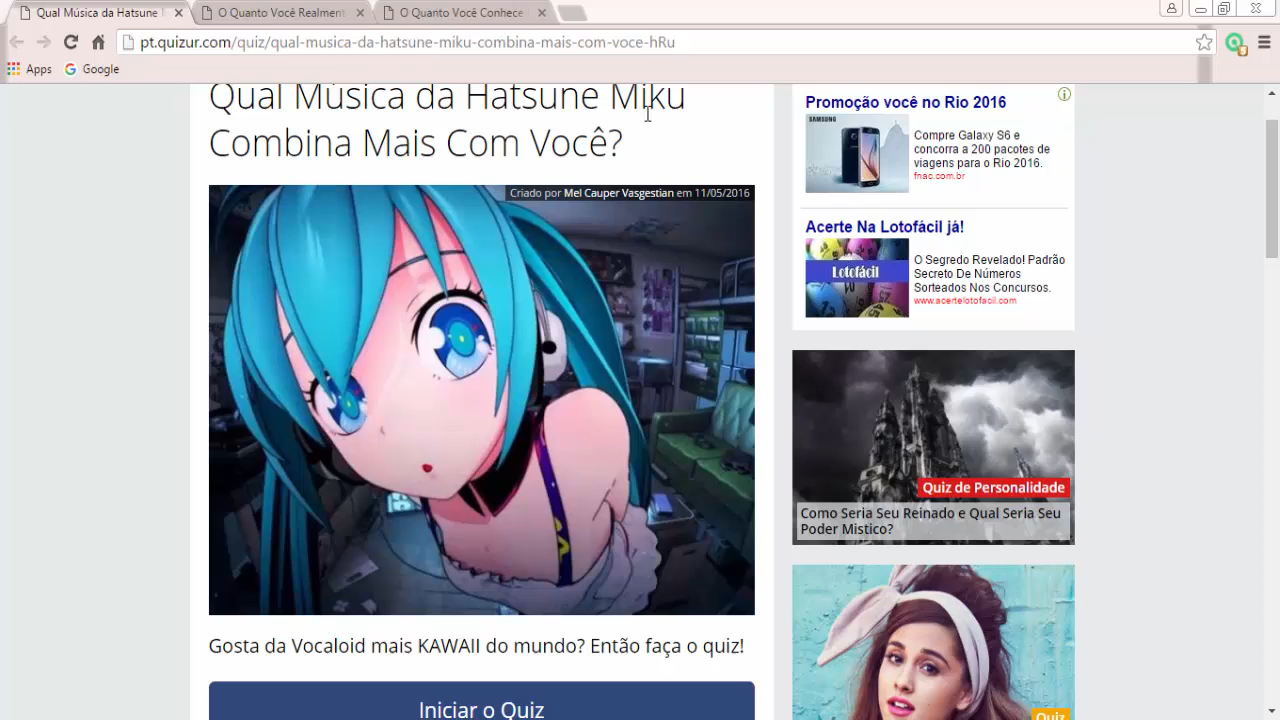 Qual Música da Hatsune
O Quanto Você Realment
O Quanto Você Conhece
pt.quizur.com/quiz/qual-musica-da-hatsune-miku-combina-mais-com-voce-hRu
Apps
Google
Qual Música da Hatsune Miku
Combina Mais Com Você?
Criado por Mel Cauper Vasgestian em 11/05/2016
Gosta da Vocaloid mais KAWAII do mundo? Então faça o quiz!
Iniciar o Quiz
Promoção você no Rio 2016
SAMSUNG
Compre Galaxy S6 e
concorra a 200 pacotes de
viagens para o Rio 2016.
fnac.com.br
Acerte Na Lotofácil já!
Lotofácil
O Segredo Revelado! Padrão
Secreto De Números
Sorteados Nos Concursos.
www.acertelotofacil.com
Quiz de Personalidade
Como Seria Seu Reinado e Qual Seria Seu
Poder Mistico?
Quiz